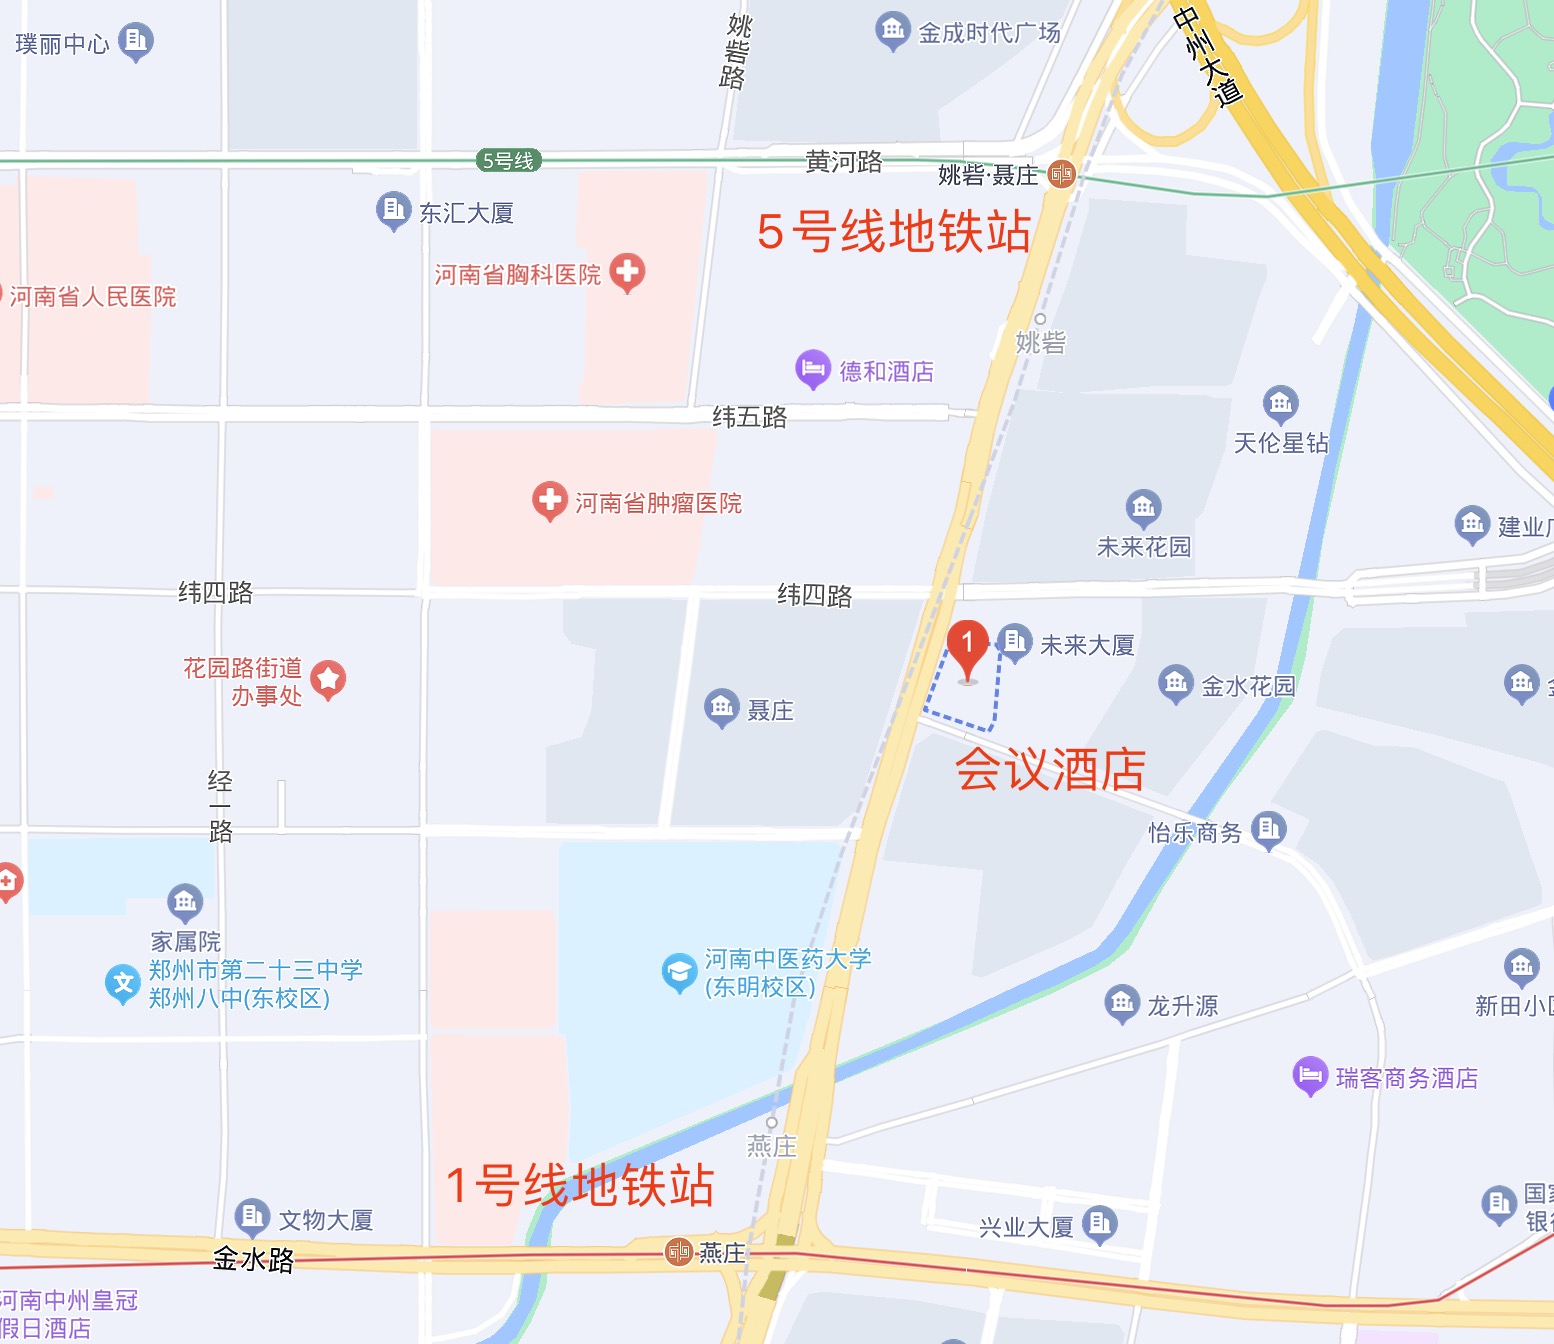 中州大道
姚砦路
金成时代广场
璞丽中心
5号线
黄河路
姚砦·聂庄
东汇大厦
5号线地铁站
河南省胸科医院
河南省人民医院
姚砦
德和酒店
纬五路
天伦星钻
河南省肿瘤医院
未来花园
建业
纬四路
纬四路
1
未来大厦
花园路街道
办事处
金水花园
聂庄
会议酒店
经一路
怡乐商务
家属院
河南中医药大学
(东明校区)
郑州市第二十三中学
郑州八中(东校区)
文
龙升源
新田小区
瑞客商务酒店
燕庄
1号线地铁站
国家
银行
文物大厦
兴业大厦
金水路
燕庄
河南中州皇冠
假日酒店